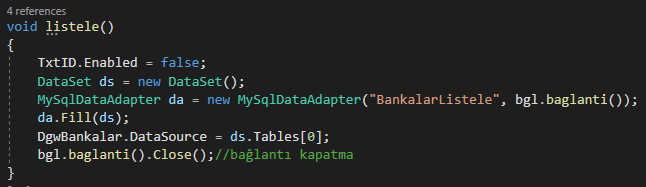 4 references
void listele()
{
TxtID.Enabled = false;
DataSet ds = new DataSet();
MySqlDataAdapter da = new MySqlDataAdapter("BankalarListele", bgl.baglanti());
da.Fill(ds);
DgwBankalar.DataSource = ds.Tables[0];
bgl.baglanti().Close();//bağlantı kapatma
}